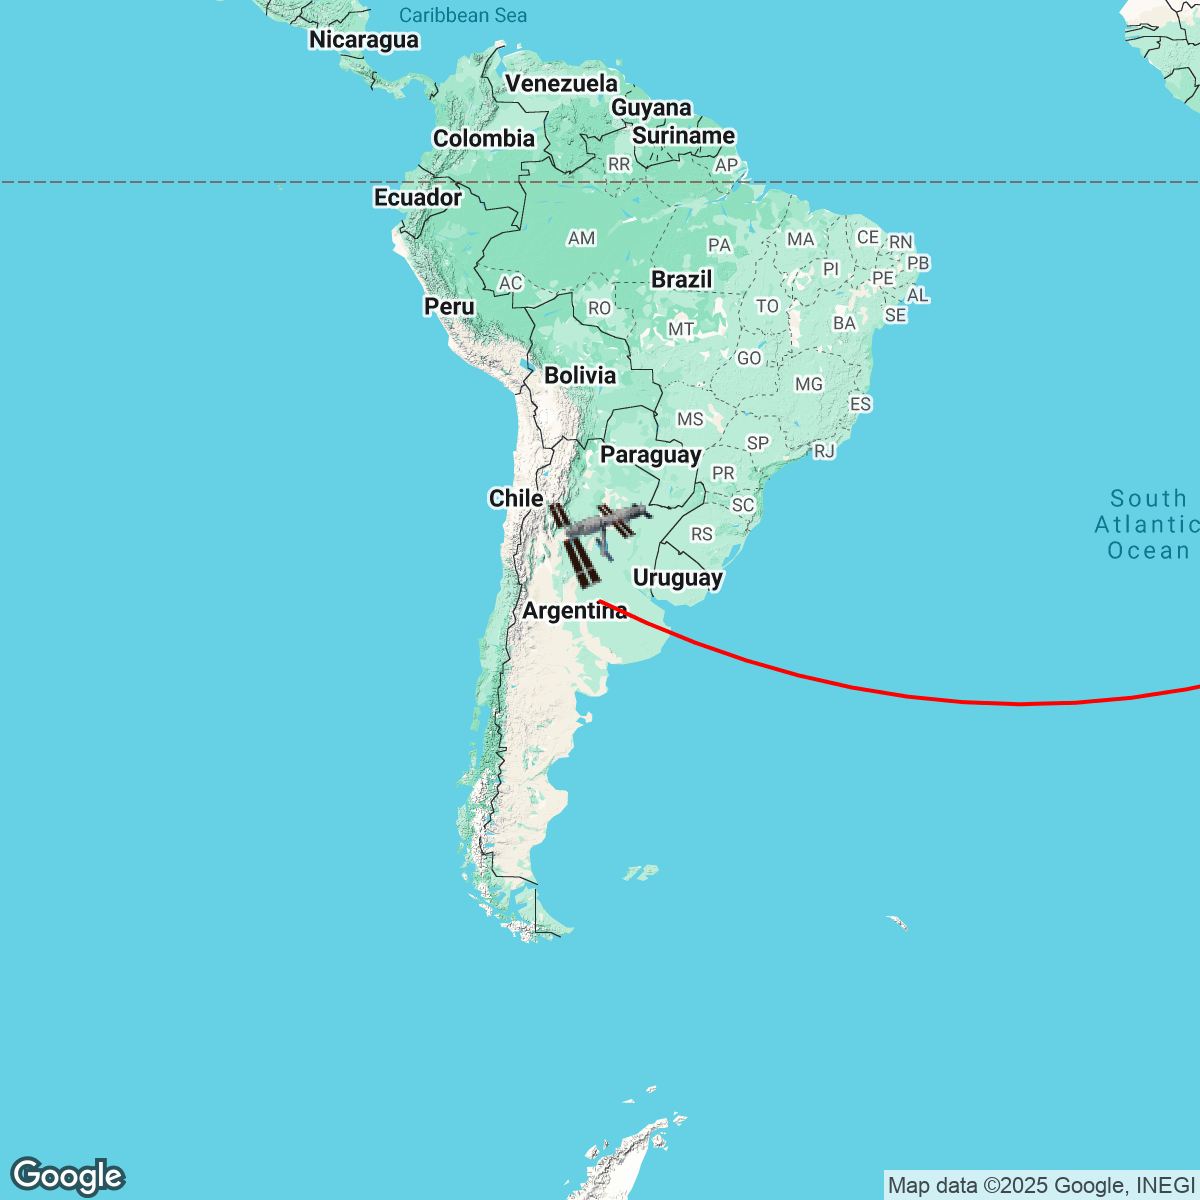 Caribbean Sea
Nicaragua
Venezuela
Guyana
Suriname
Colombia
RR
AP
Ecuador
AM
PA
MA
CE
RN
PI
PB
PE
Brazil
AC
AL
Peru
RO
TO
SE
MT
BA
GO
Bolivia
MG
ES
MS
SP
RJ
Paraguay
PR
Chile
SC
South
Atlantic
Ocean
RS
Uruguay
Argentina
Google
Map data ©2025 Google, INEGI